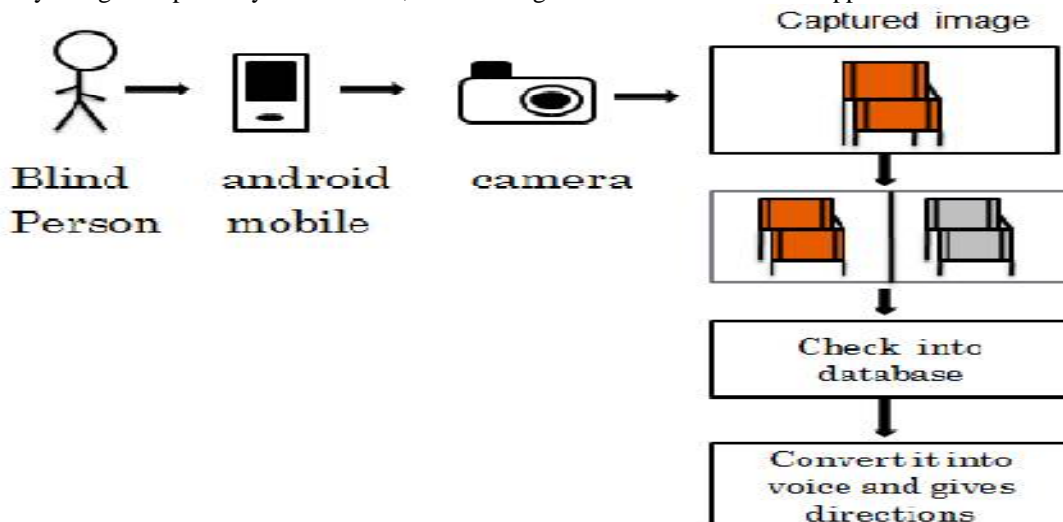 Captured image
Blind
Person
android
mobile
camera
Check into
database
Convert it into
voice and gives
directions